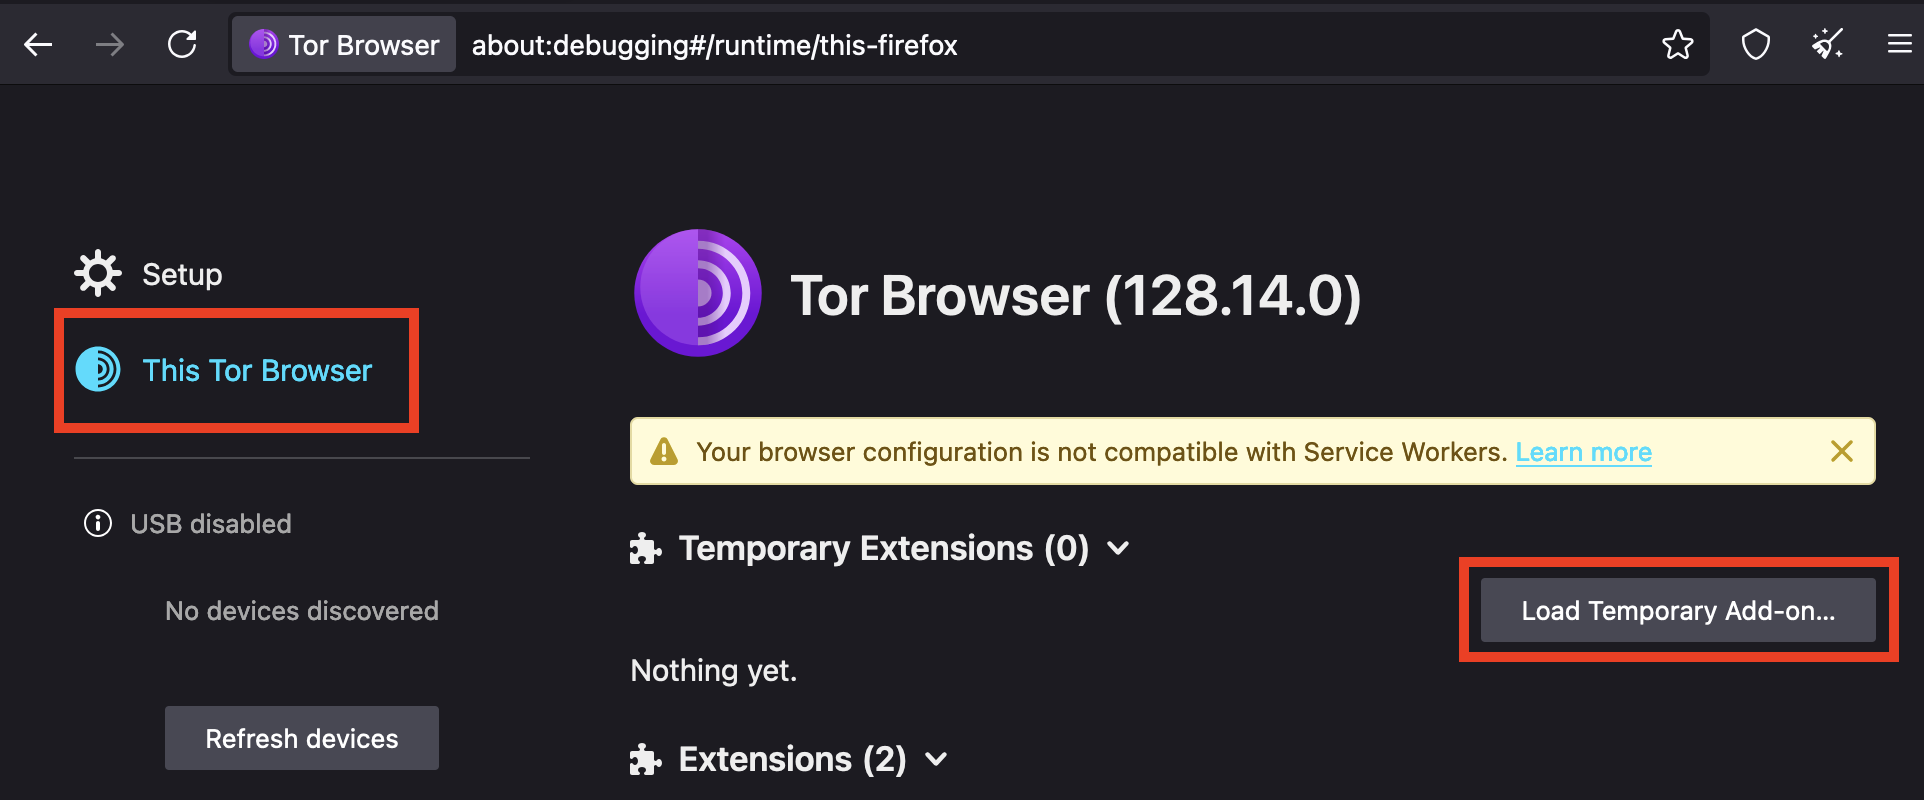 Tor Browser about:debugging#/runtime/this-firefox
Setup
This Tor Browser
USB disabled
No devices discovered
Refresh devices
Tor Browser (128.14.0)
Your browser configuration is not compatible with Service Workers. Learn more
Temporary Extensions (0)
Load Temporary Add-on...
Nothing yet.
Extensions (2)